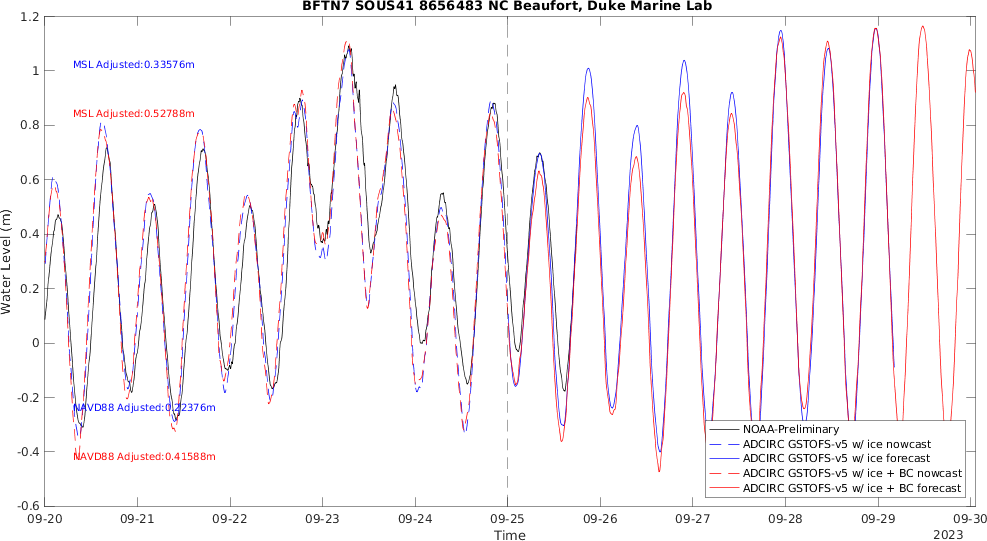 BFTN7 SOUS41 8656483 NC Beaufort, Duke Marine Lab
1.2
1
0.8
0.6
0.4
0.2
0
-0.2
-0.4
-0.6
Water Level (m)
MSL Adjusted:0.33576m
MSL Adjusted:0.52788m
NAVD88 Adjusted:0.22376m
NAVD88 Adjusted:0.41588m
NOAA-Preliminary
ADCIRC GSTOFS-v5 w/ ice nowcast
ADCIRC GSTOFS-v5 w/ ice forecast
ADCIRC GSTOFS-v5 w/ ice + BC nowcast
ADCIRC GSTOFS-v5 w/ ice + BC forecast
09-20 09-21 09-22 09-23 09-24 09-25 09-26 09-27 09-28 09-29 09-30
Time
2023